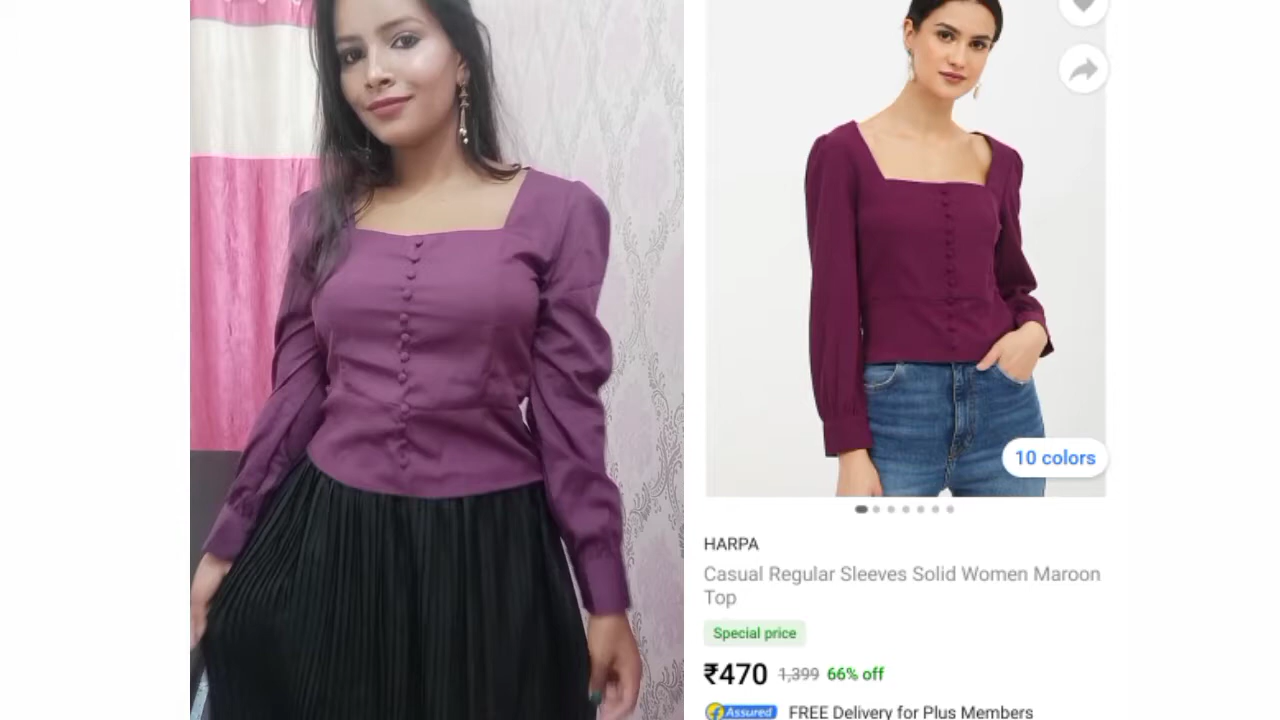 10 colors
HARPA
Casual Regular Sleeves Solid Women Maroon
Top
Special price
₹470 1,399 66% off
Assured FREE Delivery for Plus Members